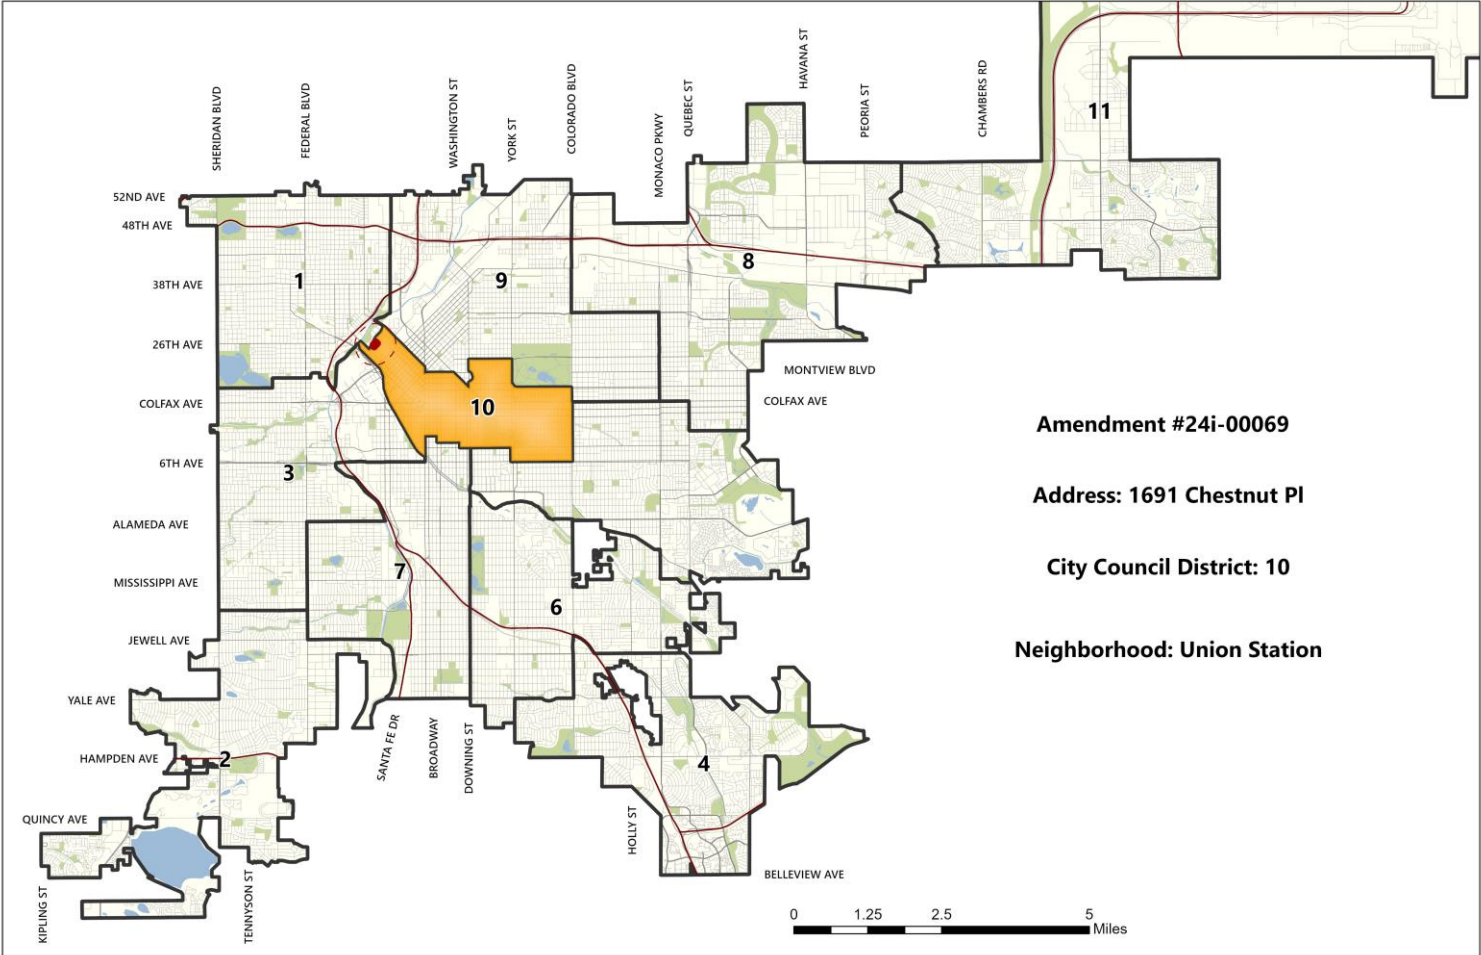 SHERIDAN BLVD
FEDERAL BLVD
WASHINGTON ST
YORK ST
COLORADO BLVD
MONACO PKWY
QUEBEC ST
HAVANA ST
PEORIA ST
CHAMBERS RD
11
52ND AVE
48TH AVE
8
1
9
38TH AVE
26TH AVE
MONTVIEW BLVD
COLFAX AVE
COLFAX AVE
10
Amendment #24i-00069
6TH AVE
3
Address: 1691 Chestnut Pl
ALAMEDA AVE
City Council District: 10
7
MISSISSIPPI AVE
6
JEWELL AVE
Neighborhood: Union Station
YALE AVE
SANTA FE DR
BROADWAY
DOWNING ST
HAMPDEN AVE
2
4
QUINCY AVE
HOLLY ST
BELLEVIEW AVE
KIPLING ST
TENNYSON ST
0 1.25 2.5 5
Miles